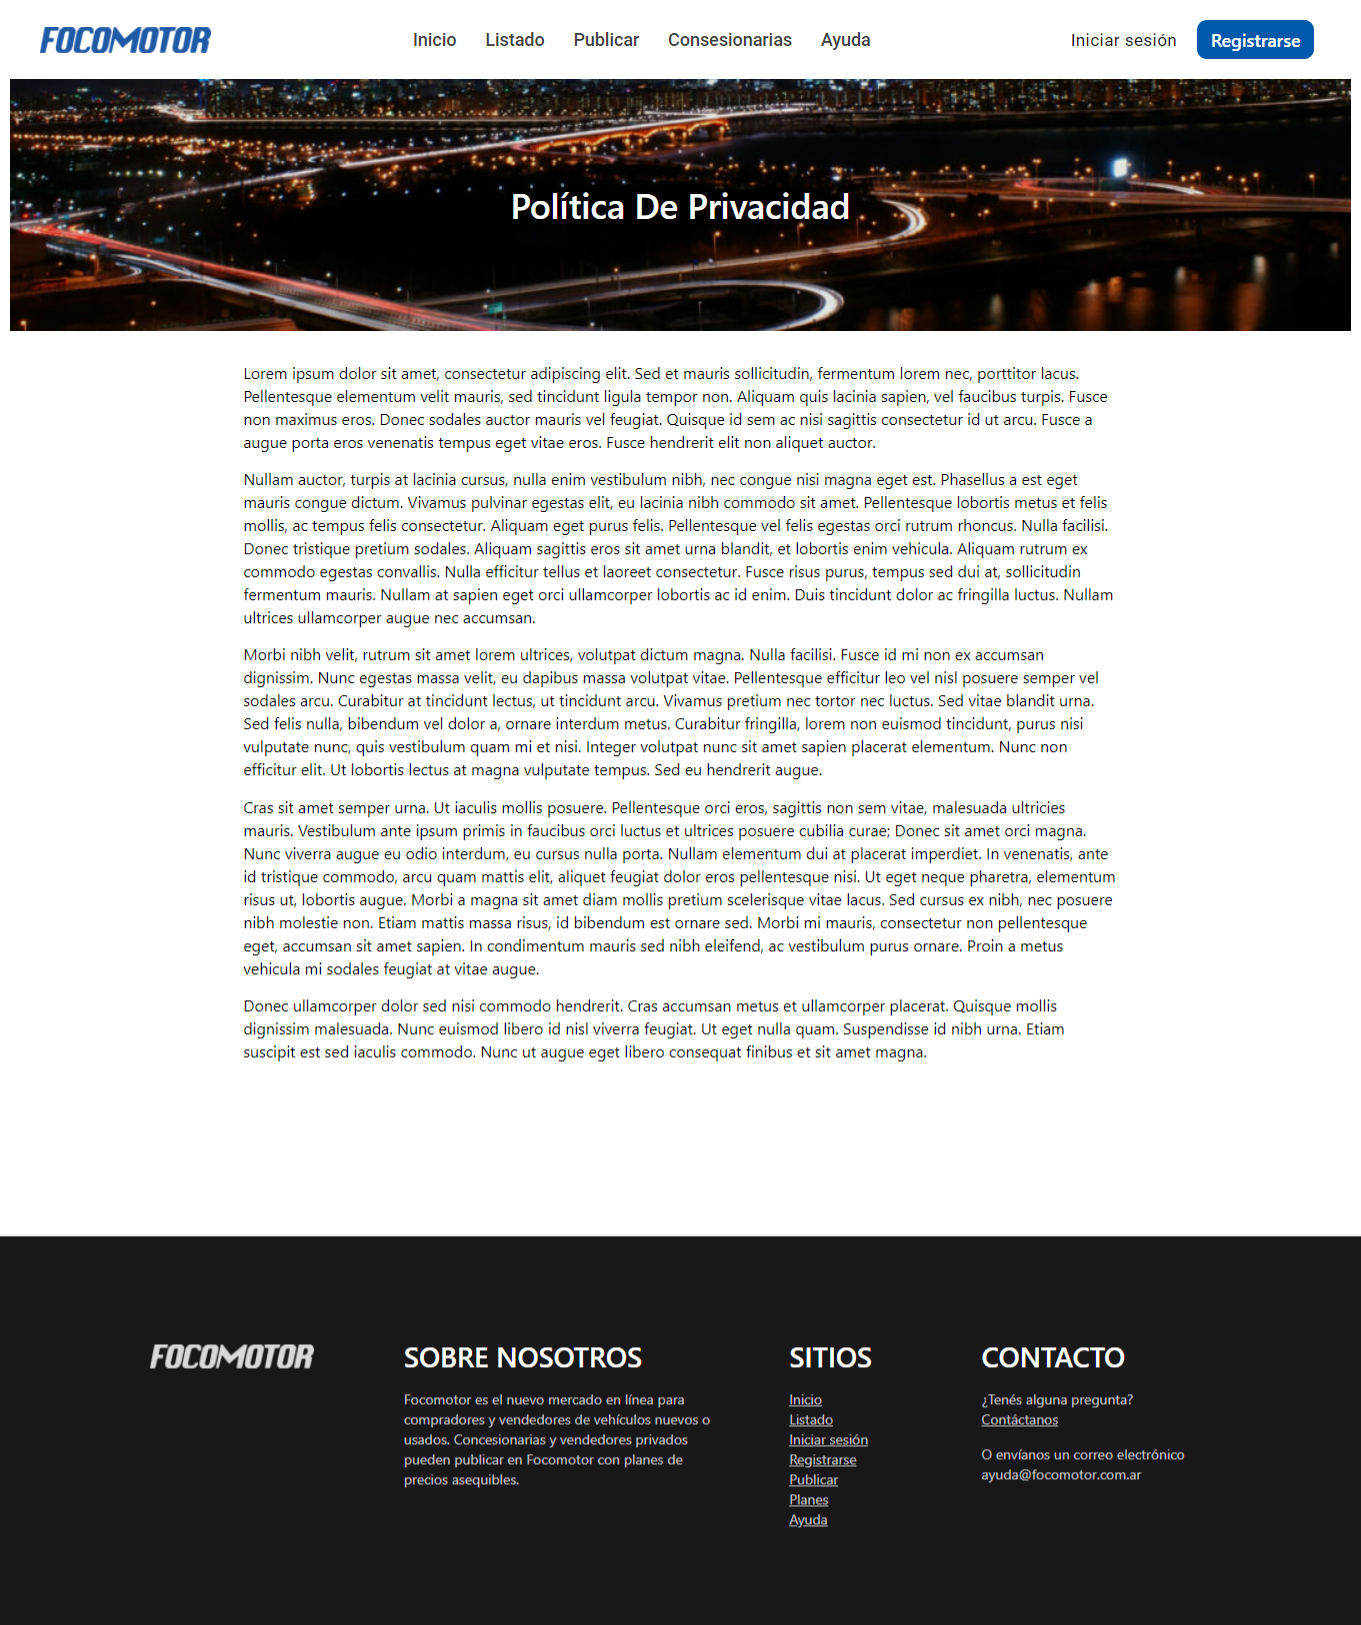 FOCOMOTOR
Inicio
Listado
Publicar
Consesionarias
Ayuda
Iniciar sesión
Registrarse
Política De Privacidad
Lorem ipsum dolor sit amet, consectetur adipiscing elit. Sed et mauris sollicitudin, fermentum lorem nec, porttitor lacus.
Pellentesque elementum velit mauris, sed tincidunt ligula tempor non. Aliquam quis lacinia sapien, vel faucibus turpis. Fusce
non maximus eros. Donec sodales auctor mauris vel feugiat. Quisque id sem ac nisi sagittis consectetur id ut arcu. Fusce a
augue porta eros venenatis tempus eget vitae eros. Fusce hendrerit elit non aliquet auctor.
Nullam auctor, turpis at lacinia cursus, nulla enim vestibulum nibh, nec congue nisi magna eget est. Phasellus a est eget
mauris congue dictum. Vivamus pulvinar egestas elit, eu lacinia nibh commodo sit amet. Pellentesque lobortis metus et felis
mollis, ac tempus felis consectetur. Aliquam eget purus felis. Pellentesque vel felis egestas orci rutrum rhoncus. Nulla facilisi.
Donec tristique pretium sodales. Aliquam sagittis eros sit amet urna blandit, et lobortis enim vehicula. Aliquam rutrum ex
commodo egestas convallis. Nulla efficitur tellus et laoreet consectetur. Fusce risus purus, tempus sed dui at, sollicitudin
fermentum mauris. Nullam at sapien eget orci ullamcorper lobortis ac id enim. Duis tincidunt dolor ac fringilla luctus. Nullam
ultrices ullamcorper augue nec accumsan.
Morbi nibh velit, rutrum sit amet lorem ultrices, volutpat dictum magna. Nulla facilisi. Fusce id mi non ex accumsan
dignissim. Nunc egestas massa velit, eu dapibus massa volutpat vitae. Pellentesque efficitur leo vel nisl posuere semper vel
sodales arcu. Curabitur at tincidunt lectus, ut tincidunt arcu. Vivamus pretium nec tortor nec luctus. Sed vitae blandit urna.
Sed felis nulla, bibendum vel dolor a, ornare interdum metus. Curabitur fringilla, lorem non euismod tincidunt, purus nisi
vulputate nunc, quis vestibulum quam mi et nisi. Integer volutpat nunc sit amet sapien placerat elementum. Nunc non
efficitur elit. Ut lobortis lectus at magna vulputate tempus. Sed eu hendrerit augue.
Cras sit amet semper urna. Ut iaculis mollis posuere. Pellentesque orci eros, sagittis non sem vitae, malesuada ultricies
mauris. Vestibulum ante ipsum primis in faucibus orci luctus et ultrices posuere cubilia curae; Donec sit amet orci magna.
Nunc viverra augue eu odio interdum, eu cursus nulla porta. Nullam elementum dui at placerat imperdiet. In venenatis, ante
id tristique commodo, arcu quam mattis elit, aliquet feugiat dolor eros pellentesque nisi. Ut eget neque pharetra, elementum
risus ut, lobortis augue. Morbi a magna sit amet diam mollis pretium scelerisque vitae lacus. Sed cursus ex nibh, nec posuere
nibh molestie non. Etiam mattis massa risus, id bibendum est ornare sed. Morbi mi mauris, consectetur non pellentesque
eget, accumsan sit amet sapien. In condimentum mauris sed nibh eleifend, ac vestibulum purus ornare. Proin a metus
vehicula mi sodales feugiat at vitae augue.
Donec ullamcorper dolor sed nisi commodo hendrerit. Cras accumsan metus et ullamcorper placerat. Quisque mollis
dignissim malesuada. Nunc euismod libero id nisl viverra feugiat. Ut eget nulla quam. Suspendisse id nibh urna. Etiam
suscipit est sed iaculis commodo. Nunc ut augue eget libero consequat finibus et sit amet magna.
FOCOMOTOR
SOBRE NOSOTROS
Focomotor es el nuevo mercado en línea para
compradores y vendedores de vehículos nuevos o
usados. Concesionarias y vendedores privados
pueden publicar en Focomotor con planes de
precios asequibles.
SITIOS
Inicio
Listado
Iniciar sesión
Registrarse
Publicar
Planes
Ayuda
CONTACTO
¿Tenés alguna pregunta?
Contáctanos
O envíanos un correo electrónico
ayuda@focomotor.com.ar